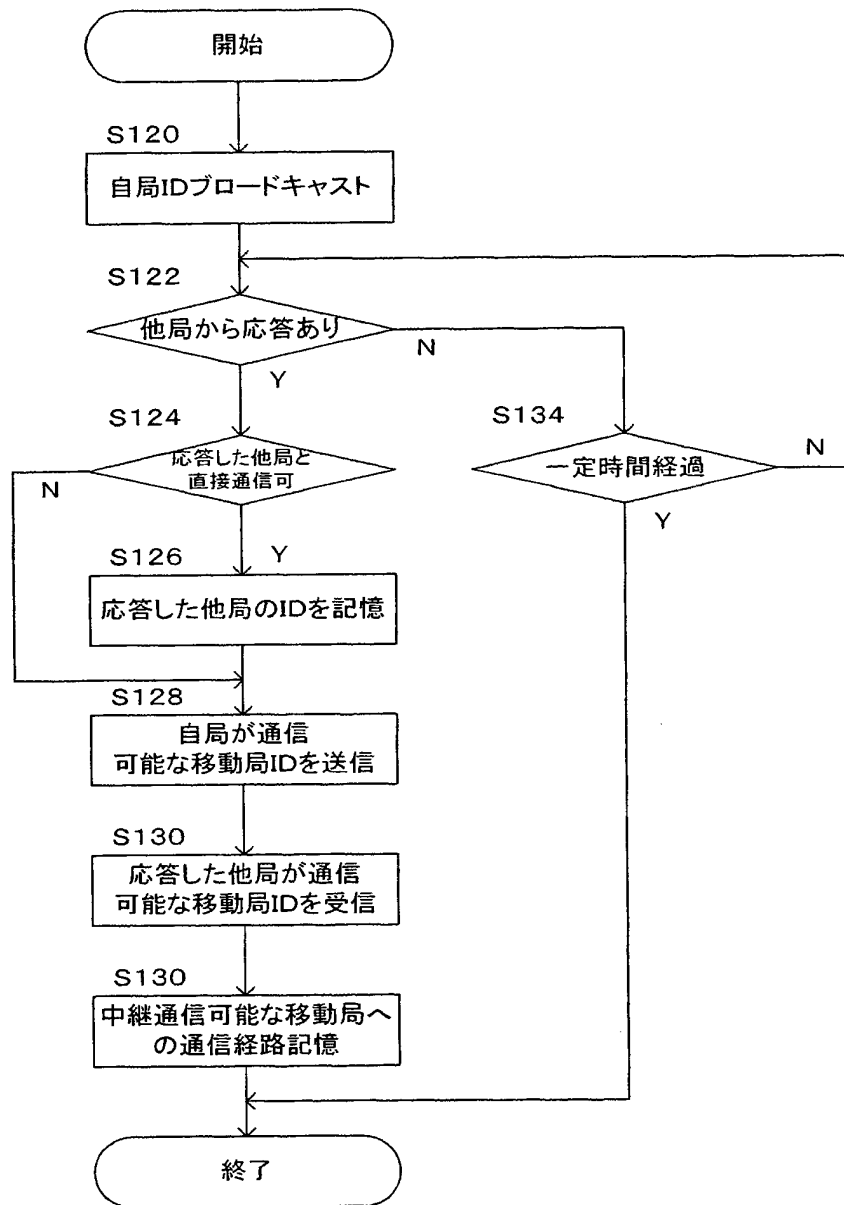 開始
S120
自局IDブロードキャスト
S122
他局から応答あり
N
Y
S124
応答した他局と
直接通信可
N
Y
S134
一定時間経過
N
Y
S126
応答した他局のIDを記憶
S128
自局が通信
可能な移動局IDを送信
S130
応答した他局が通信
可能な移動局IDを受信
S130
中継通信可能な移動局へ
の通信経路記憶
終了